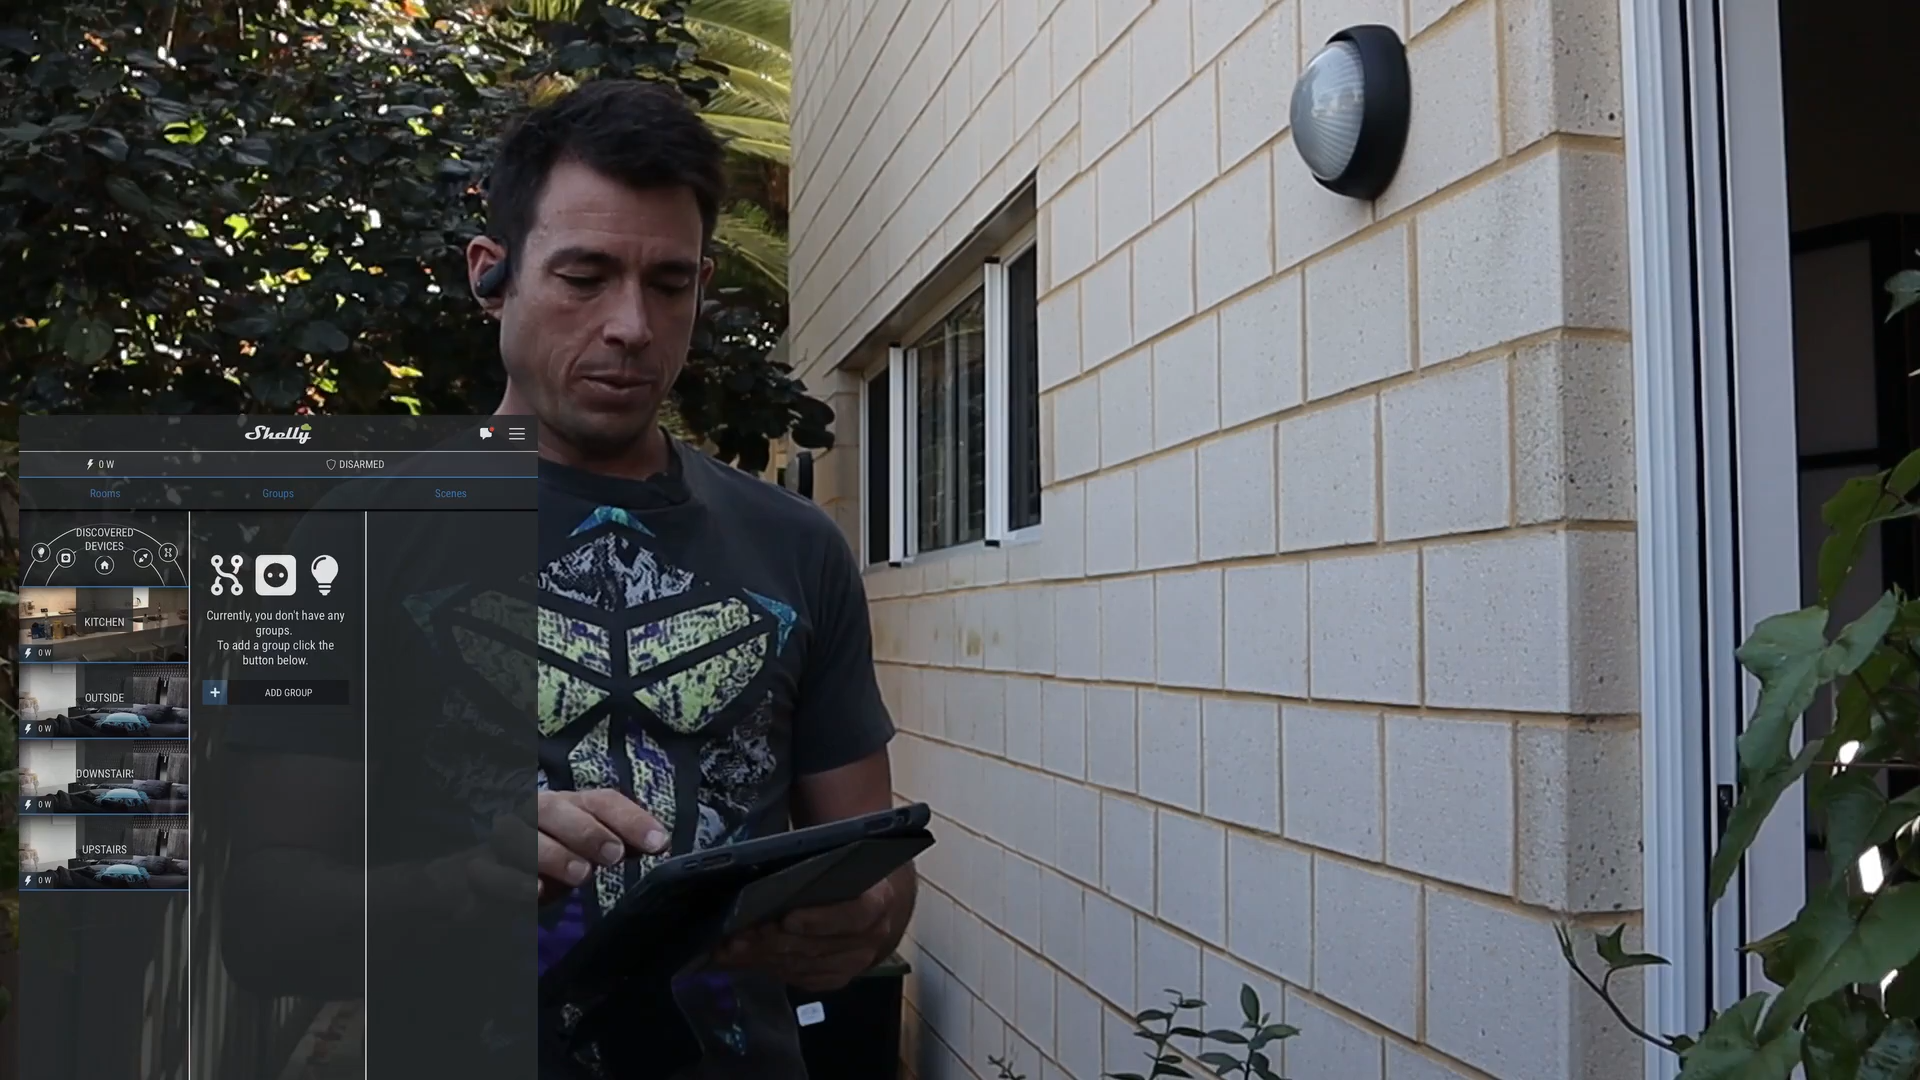 Shelly
0 W
DISARMED
Rooms
Groups
Scenes
DISCOVERED
DEVICES
KITCHEN
0 W
OUTSIDE
0 W
DOWNSTAIRS
0 W
UPSTAIRS
0 W
Currently, you don't have any
groups.
To add a group click the
button below.
+ ADD GROUP